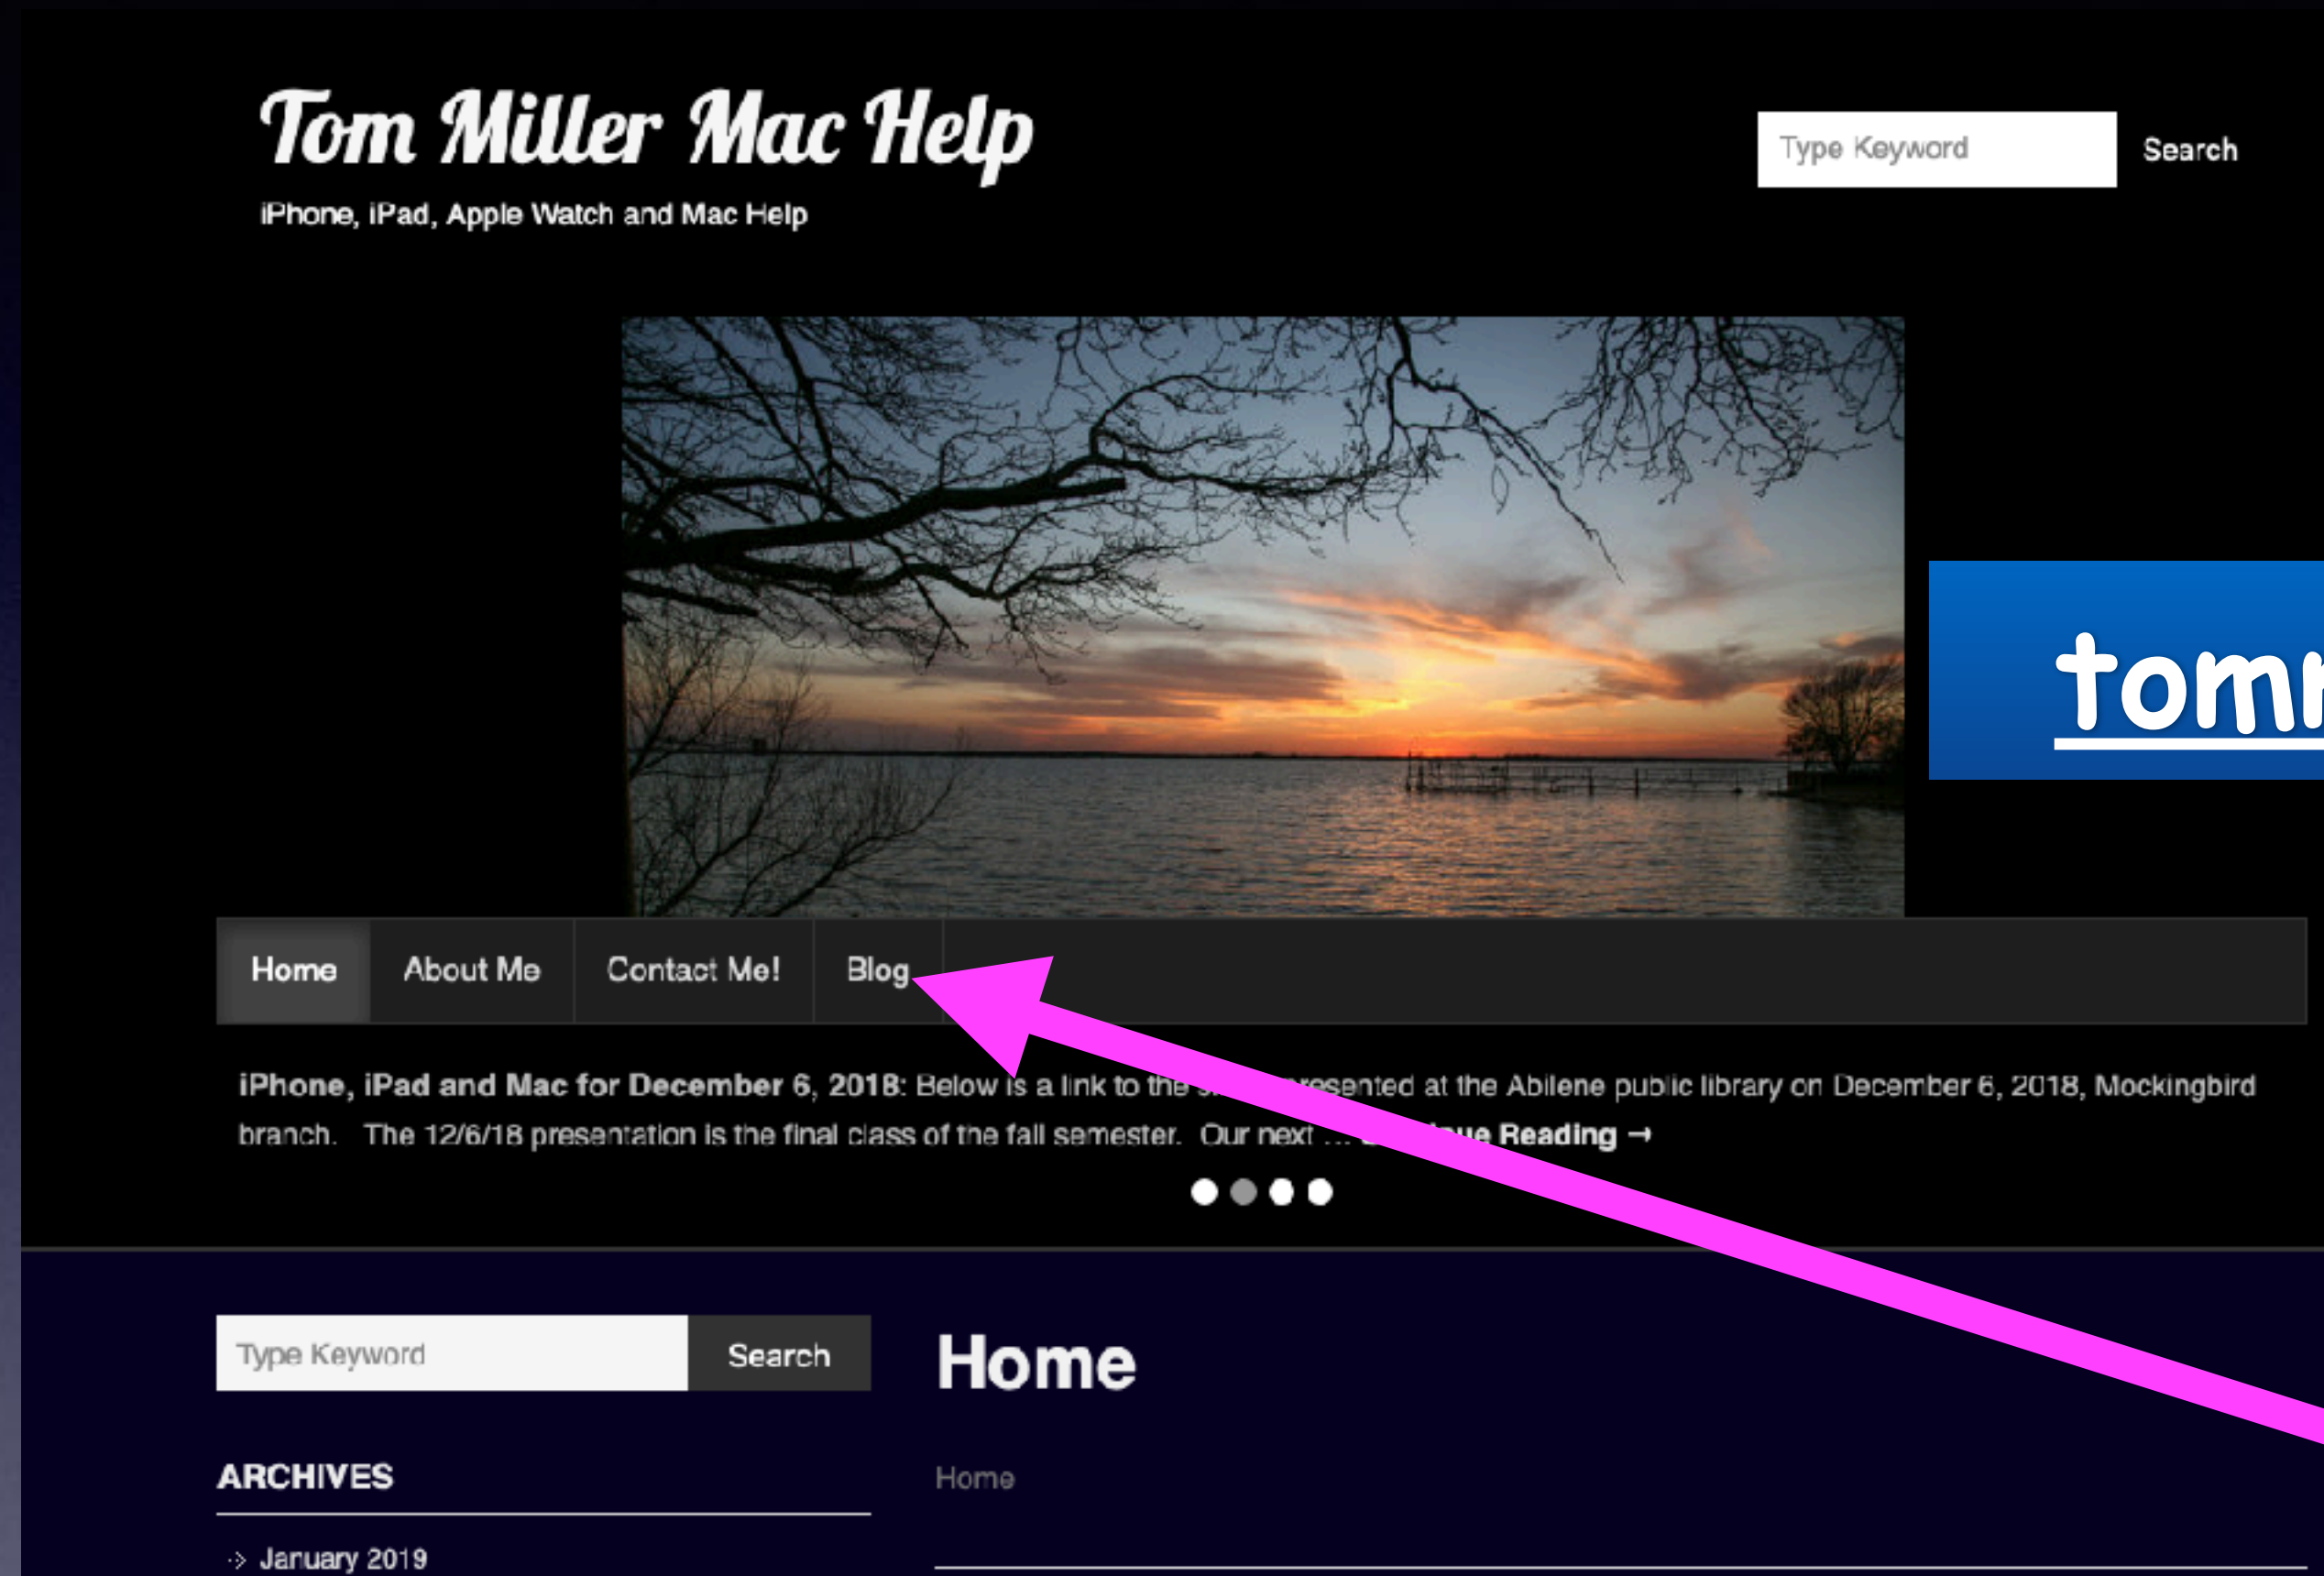 Tom Miller Mac Help
Type Keyword
Search
iPhone, iPad, Apple Watch and Mac Help
Home
About Me
Contact Me!
Blog
iPhone, iPad and Mac for December 6, 2018: Below is a link to the presented at the Abilene public library on December 6, 2018, Mockingbird
branch. The 12/6/18 presentation is the final class of the fall semester. Our next ... Reading →
Type Keyword
Search
Home
ARCHIVES
Home
January 2019